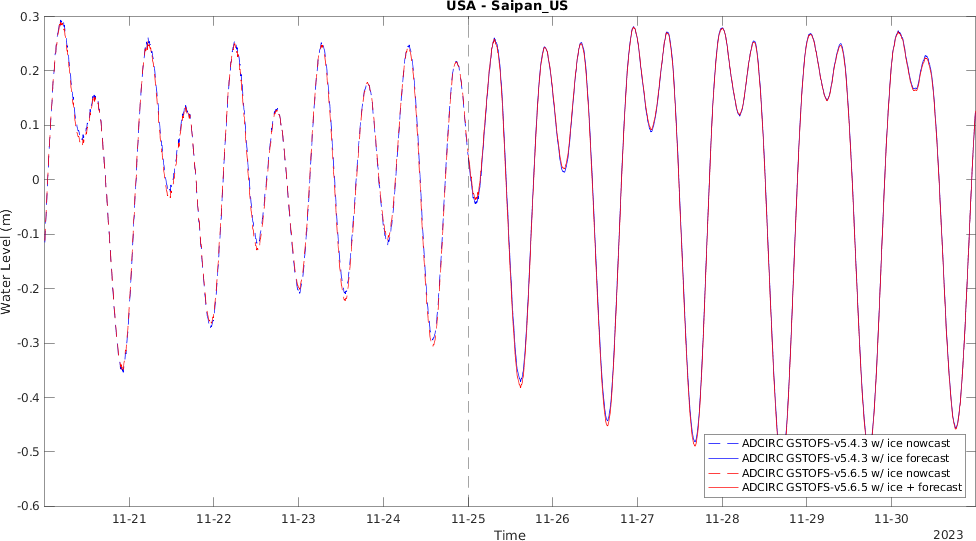 USA - Saipan_US
0.3
0.2
0.1
0
-0.1
-0.2
-0.3
-0.4
-0.5
-0.6
Water Level (m)
ADCIRC GSTOFS-v5.4.3 w/ ice nowcast
ADCIRC GSTOFS-v5.4.3 w/ ice forecast
ADCIRC GSTOFS-v5.6.5 w/ ice nowcast
ADCIRC GSTOFS-v5.6.5 w/ ice + forecast
11-21 11-22 11-23 11-24 11-25 11-26 11-27 11-28 11-29 11-30
Time
2023